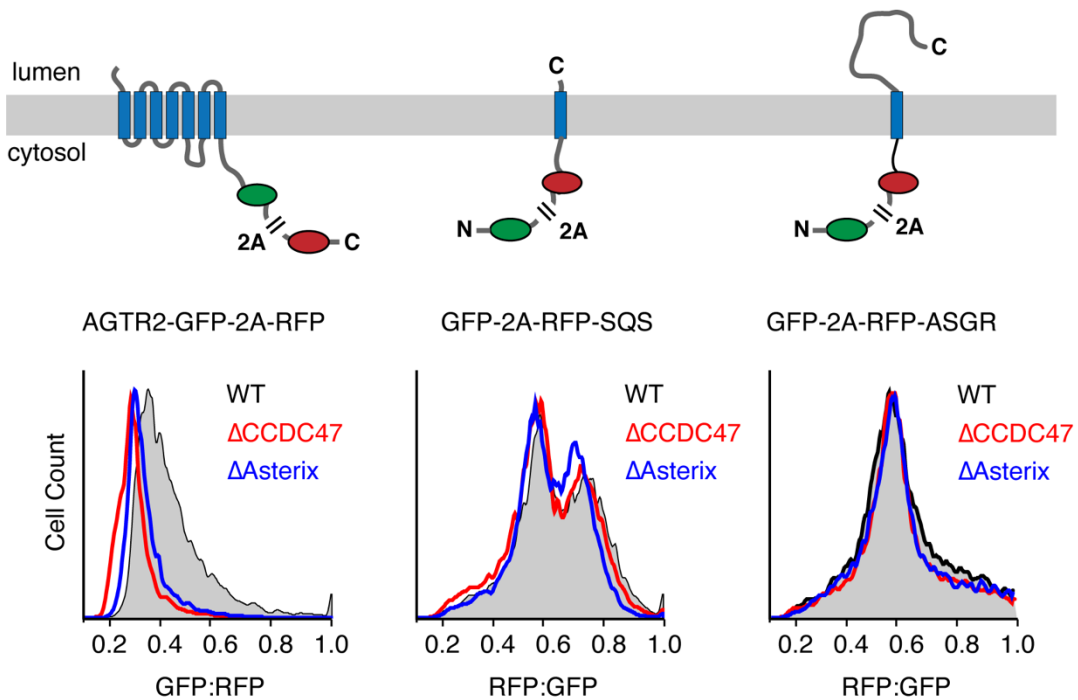 lumen
cytosol
2A
C
C
N
2A
C
N
2A
AGTR2-GFP-2A-RFP
GFP-2A-RFP-SQS
GFP-2A-RFP-ASGR
Cell Count
WT
ΔCCDC47
ΔAsterix
0.2 0.4 0.6 0.8 1.0
GFP:RFP
WT
ΔCCDC47
ΔAsterix
0.2 0.4 0.6 0.8 1.0
RFP:GFP
WT
ΔCCDC47
ΔAsterix
0.2 0.4 0.6 0.8 1.0
RFP:GFP